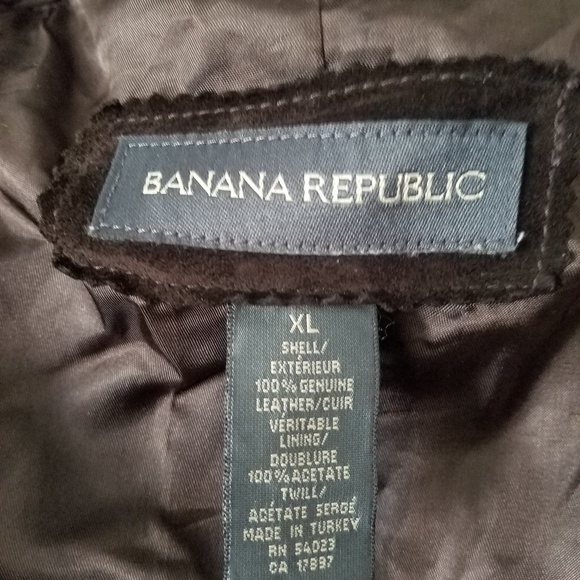 BANANA REPUBLIC
XL
SHELL/
EXTÉRIEUR
100% GENUINE
LEATHER/CUIR
VÉRITABLE
LINING/
DOUBLURE
100% ACETATE
TWILL/
ACÉTATE SERGÉ
MADE IN TURKEY
RN 54023
CA 17897